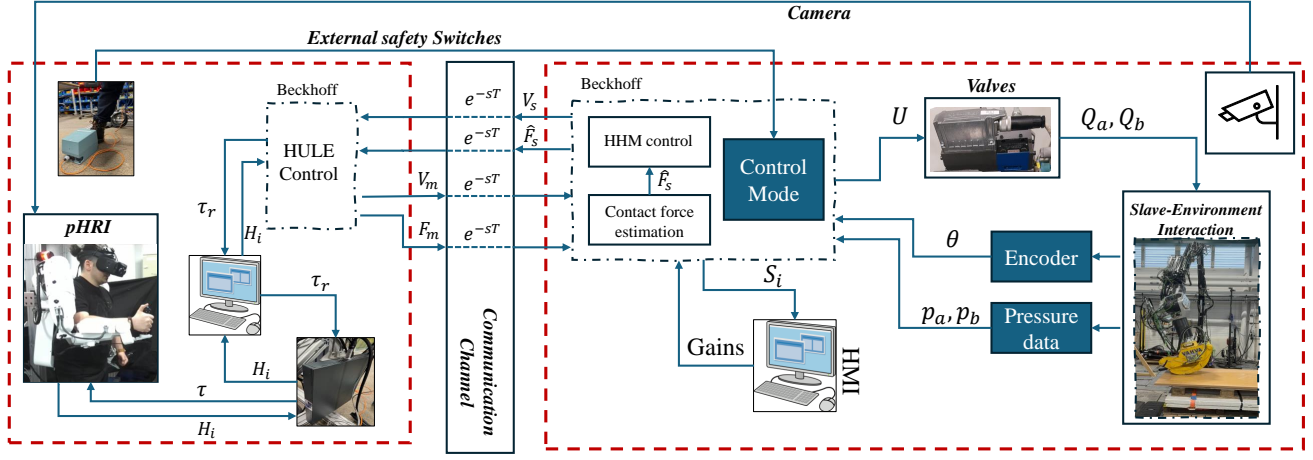 Camera
External safety Switches
Beckhoff
HULE
Control
pHRI
τ_r
H_i
τ_r
H_i
τ
H_i
e^{-sT}
V_s
e^{-sT}
F̂_s
V_m
e^{-sT}
F_m
e^{-sT}
Communication
Channel
Beckhoff
HHM control
F̂_s
Contact force
estimation
Control
Mode
U
Valves
Q_a, Q_b
Slave-Environment
Interaction
θ
Encoder
p_a, p_b
Pressure
data
S_i
Gains
HMI